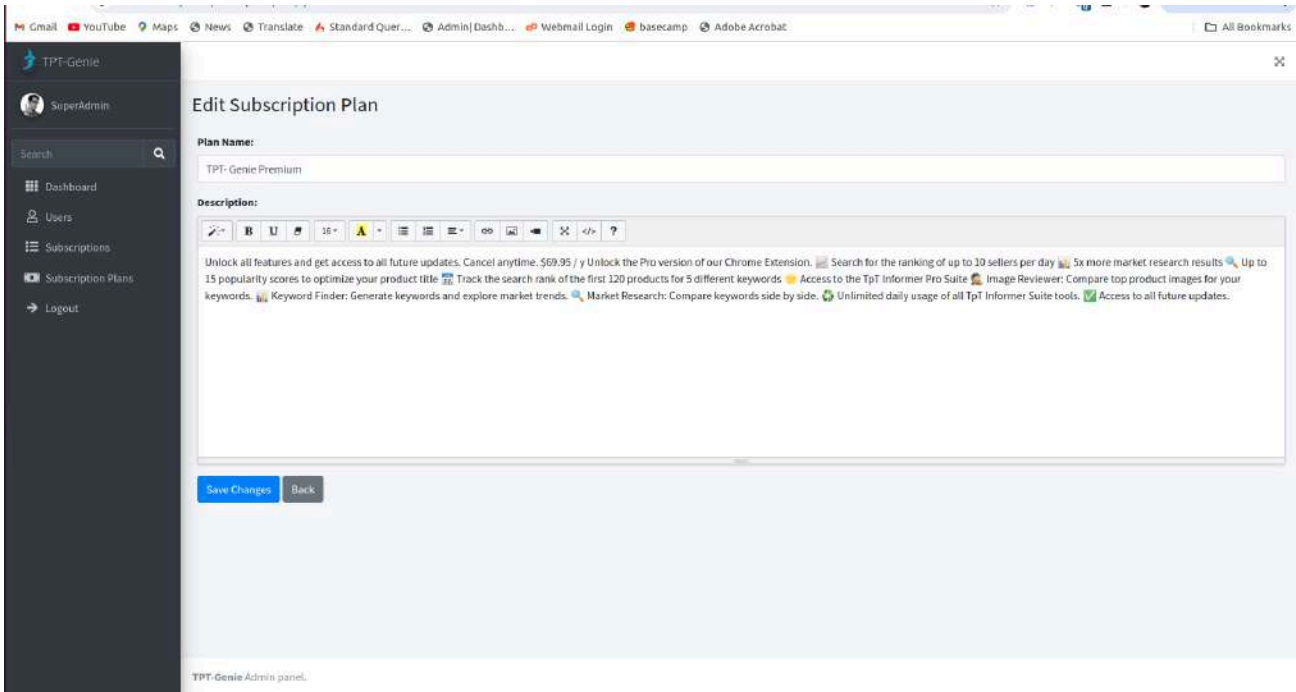 Gmail YouTube Maps News Translate Standard Quer... Admin| Dashb... Webmail Login basecamp Adobe Acrobat All Bookmarks
TPT-Genie
SuperAdmin
Search
Dashboard
Users
Subscriptions
Subscription Plans
Logout
Edit Subscription Plan
Plan Name:
TPT- Genie Premium
Description:
B U 16 A </> ?
Unlock all features and get access to all future updates. Cancel anytime. $69.95 / y Unlock the Pro version of our Chrome Extension. 📈 Search for the ranking of up to 10 sellers per day 📊 5x more market research results 🔍 Up to
15 popularity scores to optimize your product title 📅 Track the search rank of the first 120 products for 5 different keywords 🌟 Access to the TpT Informer Pro Suite 🕵 Image Reviewer: Compare top product images for your
keywords. 📊 Keyword Finder: Generate keywords and explore market trends. 🔍 Market Research: Compare keywords side by side. ♻ Unlimited daily usage of all TpT Informer Suite tools. ✅ Access to all future updates.
Save Changes Back
TPT-Genie Admin panel.